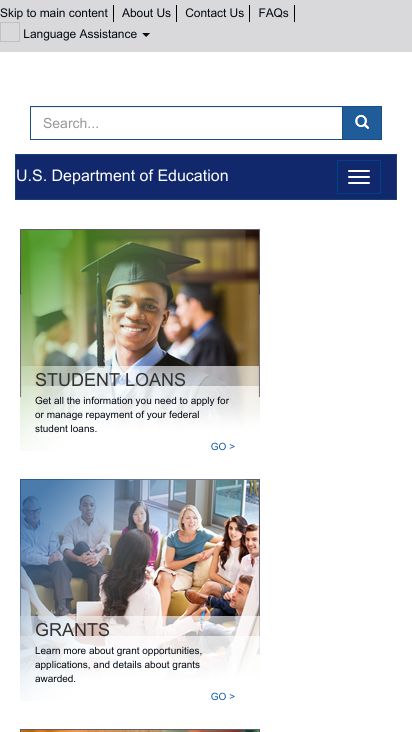 Skip to main content About Us Contact Us FAQs
Language Assistance
Search...
U.S. Department of Education
STUDENT LOANS
Get all the information you need to apply for
or manage repayment of your federal
student loans.
GO >
GRANTS
Learn more about grant opportunities,
applications, and details about grants
awarded.
GO >